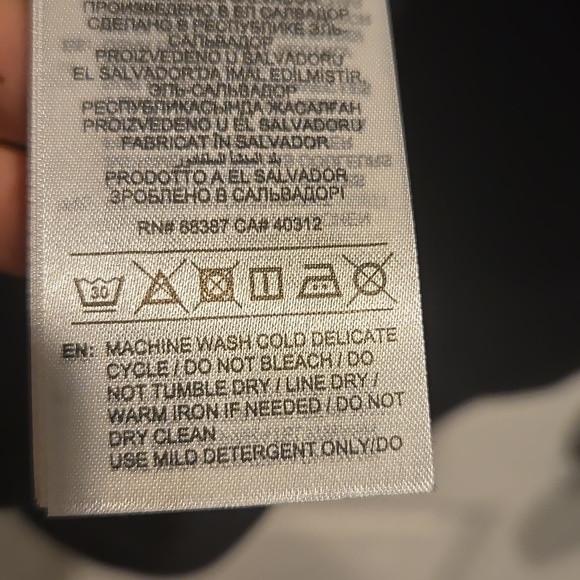 ПРОИЗВЕДЕНО В ЕЛ САЛВАДОР
СДЕЛАНО В РЕСПУБЛИКЕ ЭЛЬ-
САЛЬВАДОР
PROIZVEDENO U SALVADORU
EL SALVADOR'DA İMAL EDİLMİŞTİR
ЭЛЬ-САЛЬВАДОР
РЕСПУБЛИКАСЫНДА ЖАСАЛҒАН
PROIZVEDENO U EL SALVADORU
FABRICAT ÎN SALVADOR
بلد المنشأ السلفادور
PRODOTTO A EL SALVADOR
ЗРОБЛЕНО В САЛЬВАДОРІ
RN# 88387 CA# 40312
30
EN: MACHINE WASH COLD DELICATE
CYCLE / DO NOT BLEACH / DO
NOT TUMBLE DRY / LINE DRY /
WARM IRON IF NEEDED / DO NOT
DRY CLEAN
USE MILD DETERGENT ONLY/DO